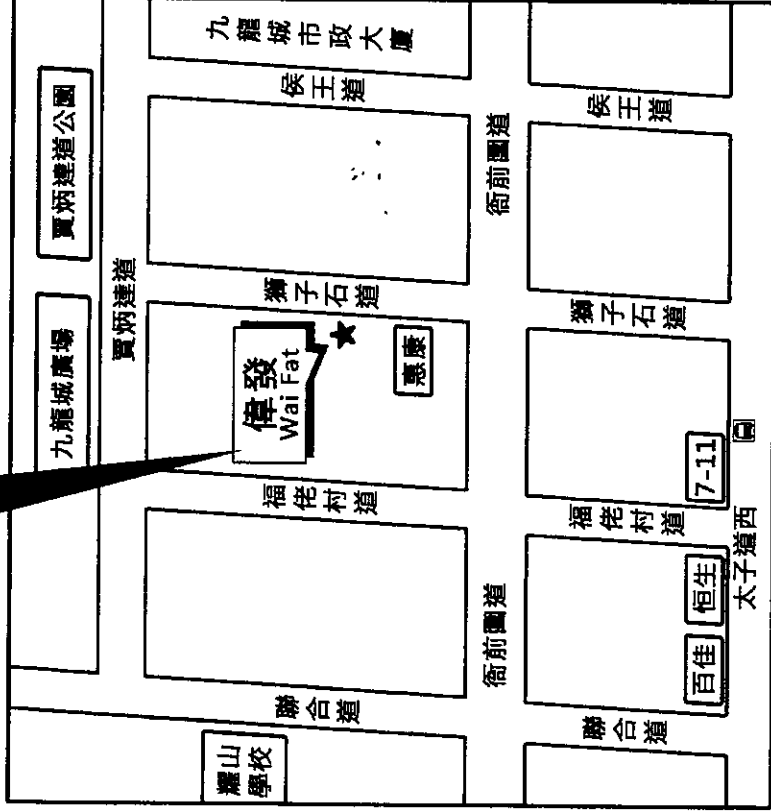 九龍城廣場
賈炳達道公園
賈炳達道
耀山
學校
九龍城市政大廈
偉發
Wai Fat
★
聯合道
福佬村道
獅子石道
侯王道
惠康
衙前圍道
衙前圍道
聯合道
福佬村道
獅子石道
侯王道
百佳
恒生
7-11
太子道西